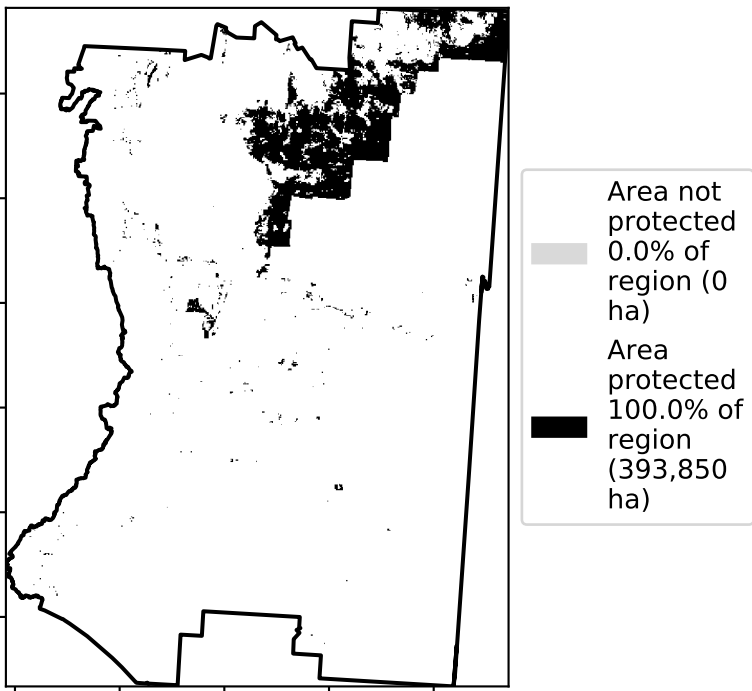 Area not
protected
0.0% of
region (0
ha)
Area
protected
100.0% of
region
(393,850
ha)